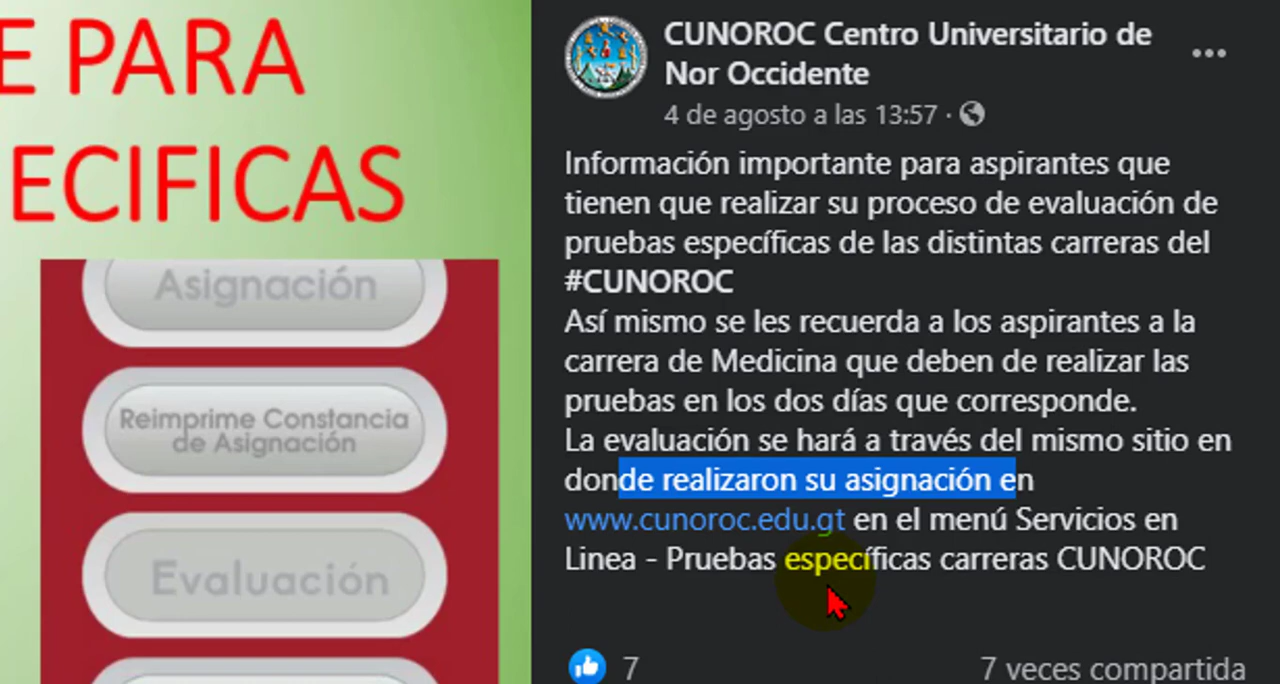 E PARA
ECIFICAS
Asignación
Reimprime Constancia
de Asignación
Evaluación
CUNOROC Centro Universitario de
Nor Occidente
4 de agosto a las 13:57 ·
Información importante para aspirantes que
tienen que realizar su proceso de evaluación de
pruebas específicas de las distintas carreras del
#CUNOROC
Así mismo se les recuerda a los aspirantes a la
carrera de Medicina que deben de realizar las
pruebas en los dos días que corresponde.
La evaluación se hará a través del mismo sitio en
donde realizaron su asignación en
www.cunoroc.edu.gt en el menú Servicios en
Linea - Pruebas específicas carreras CUNOROC
7
7 veces compartida